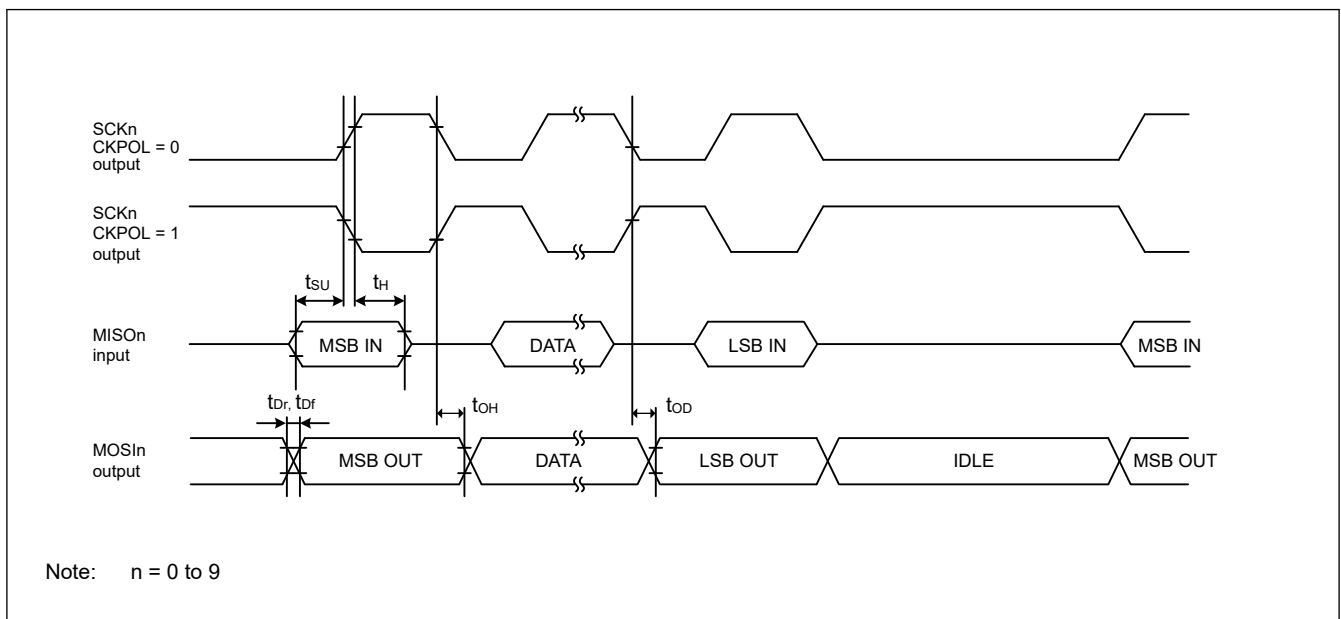 SCKn
CKPOL = 0
output
SCKn
CKPOL = 1
output
tSU
tH
MISOn
input
MSB IN
DATA
LSB IN
MSB IN
tDr, tDf
tOH
tOD
MOSIn
output
MSB OUT
DATA
LSB OUT
IDLE
MSB OUT
Note: n = 0 to 9